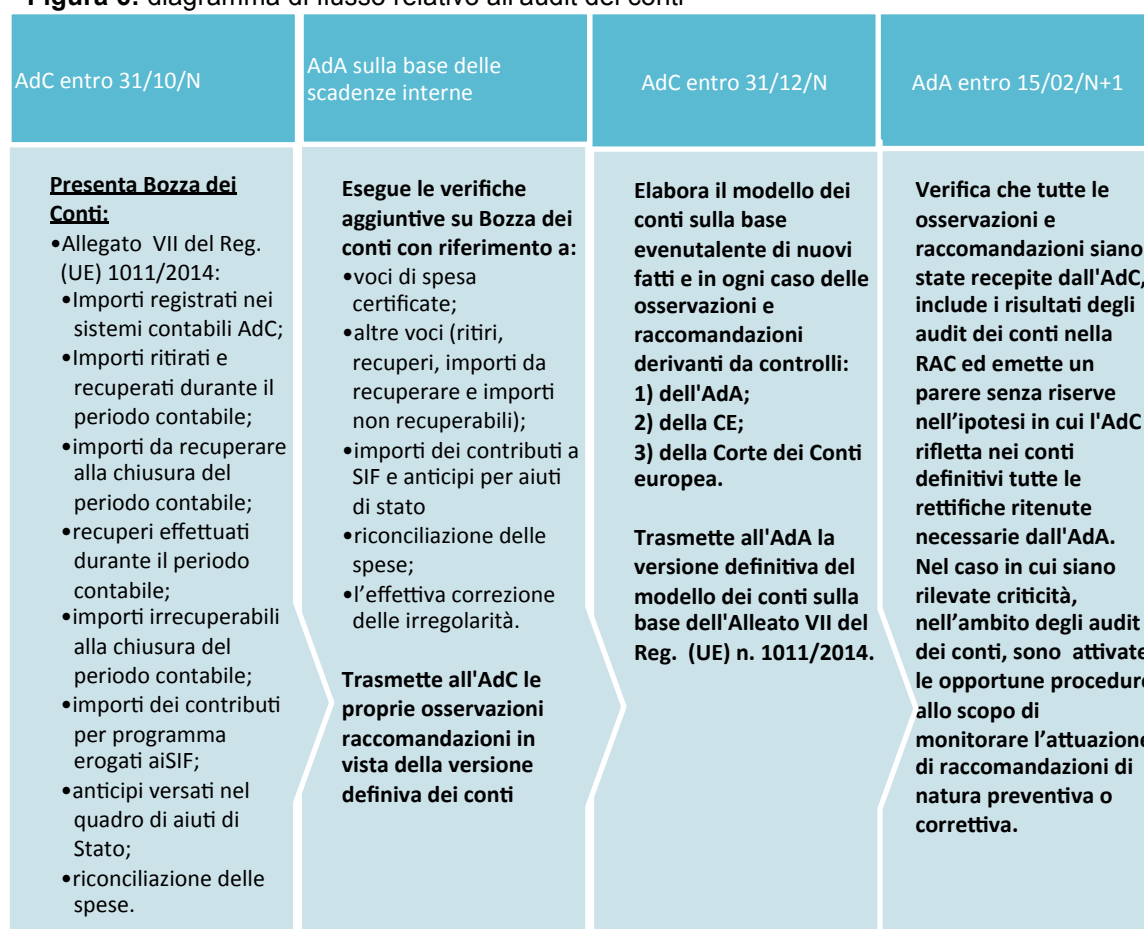 Figura 6: diagramma di flusso relativo all'audit dei conti
AdC entro 31/10/N
AdA sulla base delle
scadenze interne
AdC entro 31/12/N
AdA entro 15/02/N+1
Presenta Bozza dei
Conti:
•Allegato VII del Reg.
(UE) 1011/2014:
•Importi registrati nei
sistemi contabili AdC;
•Importi ritirati e
recuperati durante il
periodo contabile;
•importi da recuperare
alla chiusura del
periodo contabile;
•recuperi effettuati
durante il periodo
contabile;
•importi irrecuperabili
alla chiusura del
periodo contabile;
•importi dei contributi
per programma
erogati aiSIF;
•anticipi versati nel
quadro di aiuti di
Stato;
•riconciliazione delle
spese.
Esegue le verifiche
aggiuntive su Bozza dei
conti con riferimento a:
•voci di spesa
certificate;
•altre voci (ritiri,
recuperi, importi da
recuperare e importi
non recuperabili);
•importi dei contributi a
SIF e anticipi per aiuti
di stato
•riconciliazione delle
spese;
•l'effettiva correzione
delle irregolarità.
Trasmette all'AdC le
proprie osservazioni
raccomandazioni in
vista della versione
definiva dei conti
Elabora il modello dei
conti sulla base
evenutalente di nuovi
fatti e in ogni caso delle
osservazioni e
raccomandazioni
derivanti da controlli:
1) dell'AdA;
2) della CE;
3) della Corte dei Conti
europea.
Trasmette all'AdA la
versione definitiva del
modello dei conti sulla
base dell'Alleato VII del
Reg. (UE) n. 1011/2014.
Verifica che tutte le
osservazioni e
raccomandazioni siano
state recepite dall'AdC,
include i risultati degli
audit dei conti nella
RAC ed emette un
parere senza riserve
nell'ipotesi in cui l'AdC
rifletta nei conti
definitivi tutte le
rettifiche ritenute
necessarie dall'AdA.
Nel caso in cui siano
rilevate criticità,
nell'ambito degli audit
dei conti, sono attivate
le opportune procedure
allo scopo di
monitorare l'attuazione
di raccomandazioni di
natura preventiva o
correttiva.